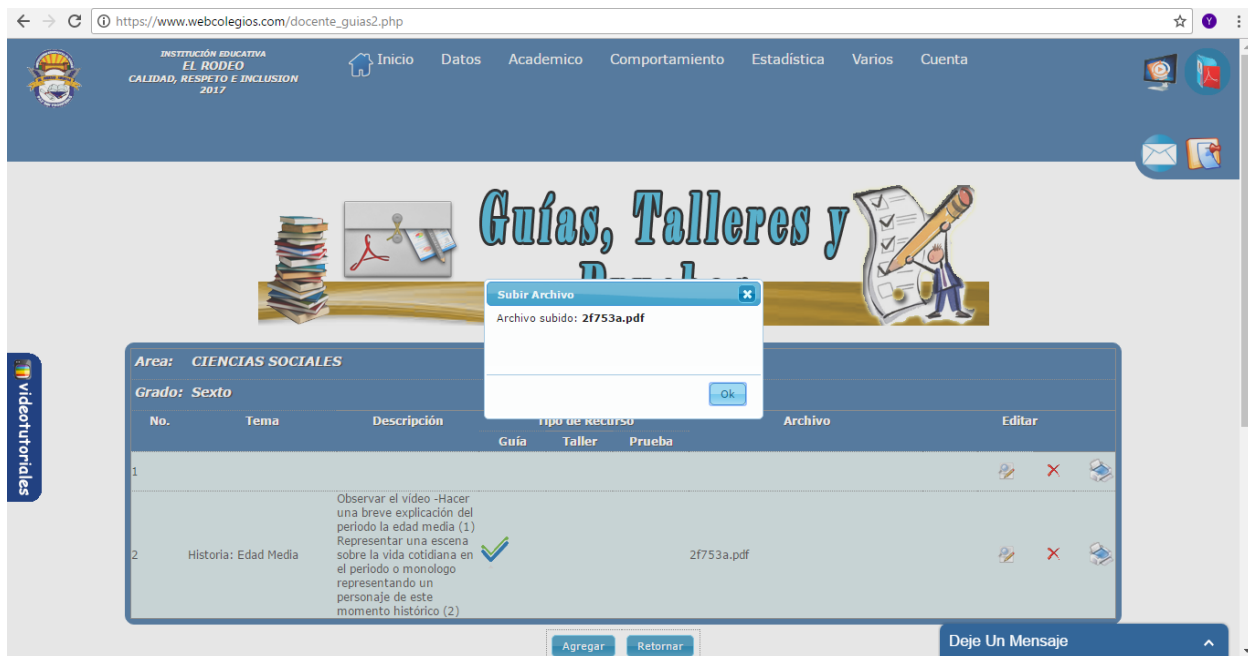 https://www.webcolegios.com/docente_guias2.php
Y
INSTITUCIÓN EDUCATIVA
EL RODEO
CALIDAD, RESPETO E INCLUSION
2017
Inicio Datos Academico Comportamiento Estadística Varios Cuenta
Guías, Talleres y
Subir Archivo
Archivo subido: 2f753a.pdf
Ok
videotutoriales
Area: CIENCIAS SOCIALES
Grado: Sexto
No. Tema Descripción Tipo de Recurso Archivo Editar
Guía Taller Prueba
1
2 Historia: Edad Media
Observar el vídeo -Hacer
una breve explicación del
periodo la edad media (1)
Representar una escena
sobre la vida cotidiana en
el periodo o monologo
representando un
personaje de este
momento histórico (2)
2f753a.pdf
Agregar Retornar
Deje Un Mensaje